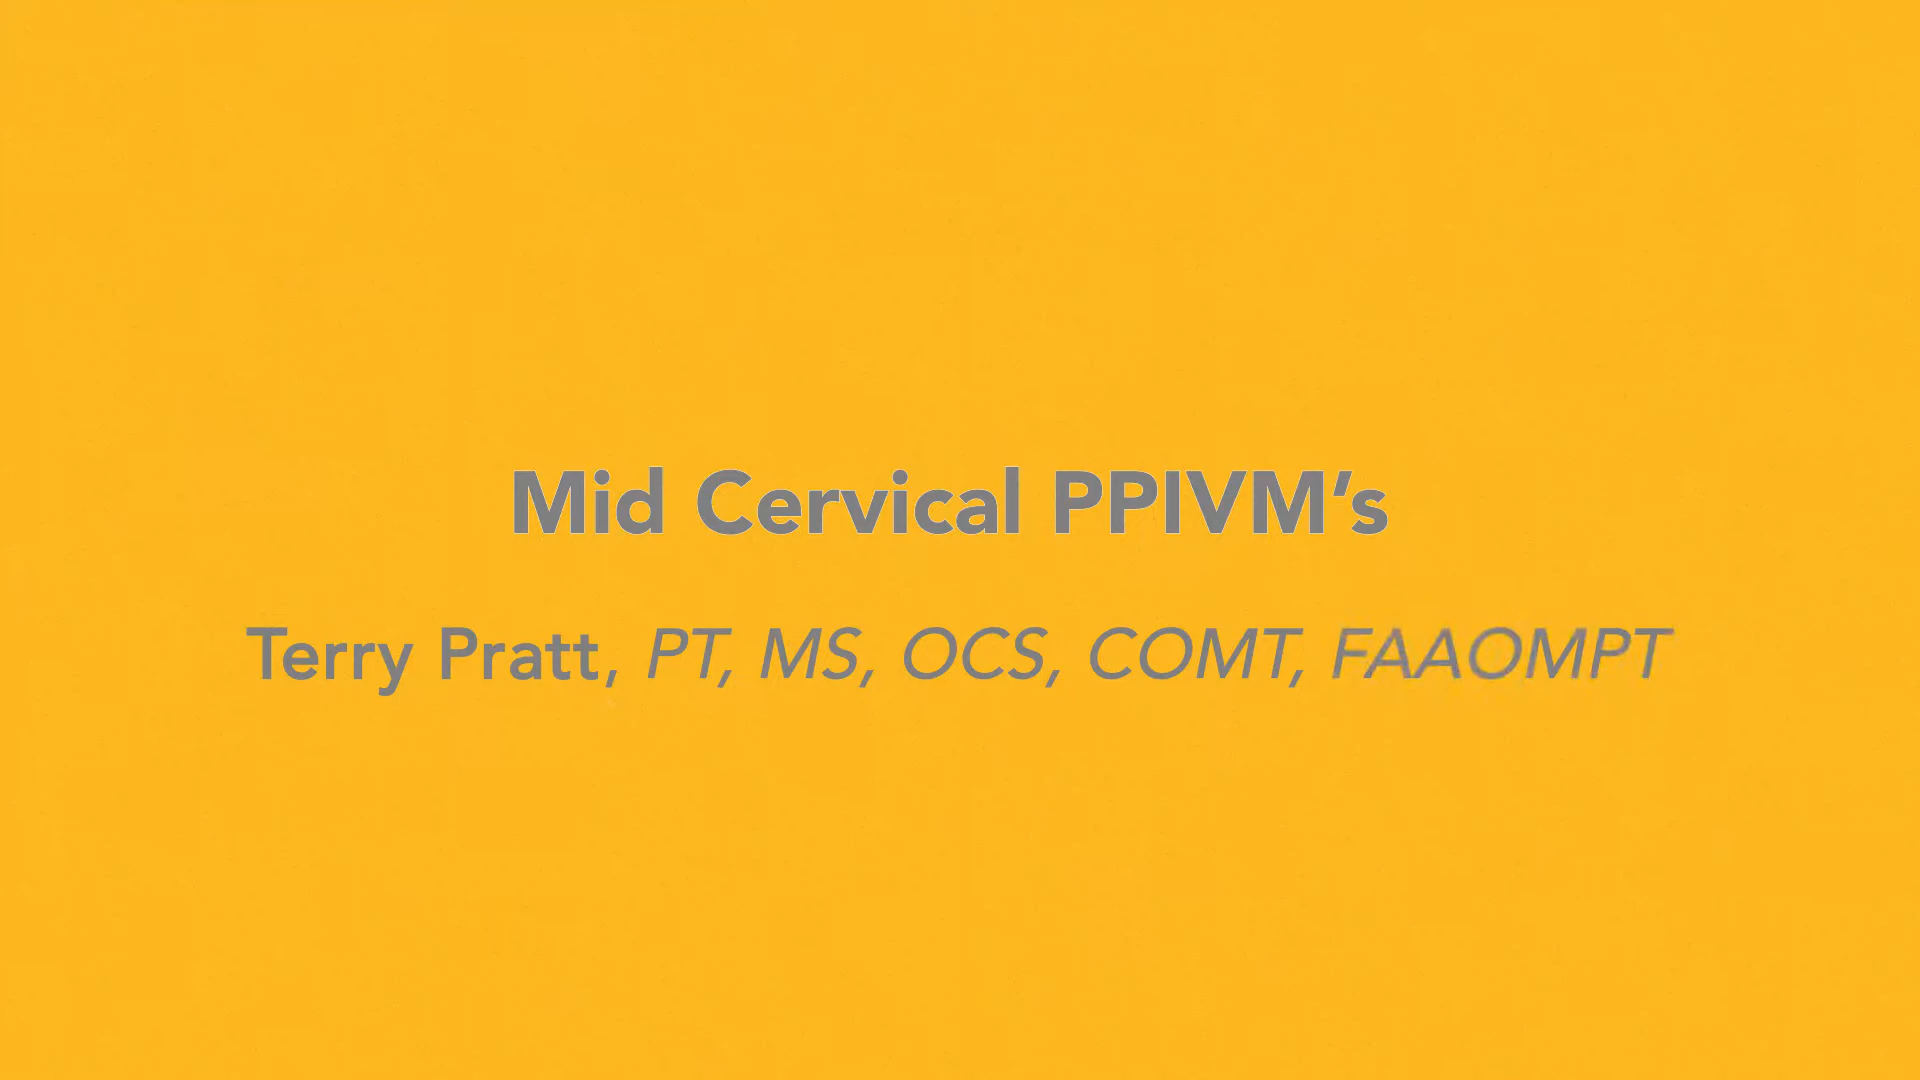 Mid Cervical PPIVM’s
Terry Pratt, PT, MS, OCS, COMT, FAAOMPT